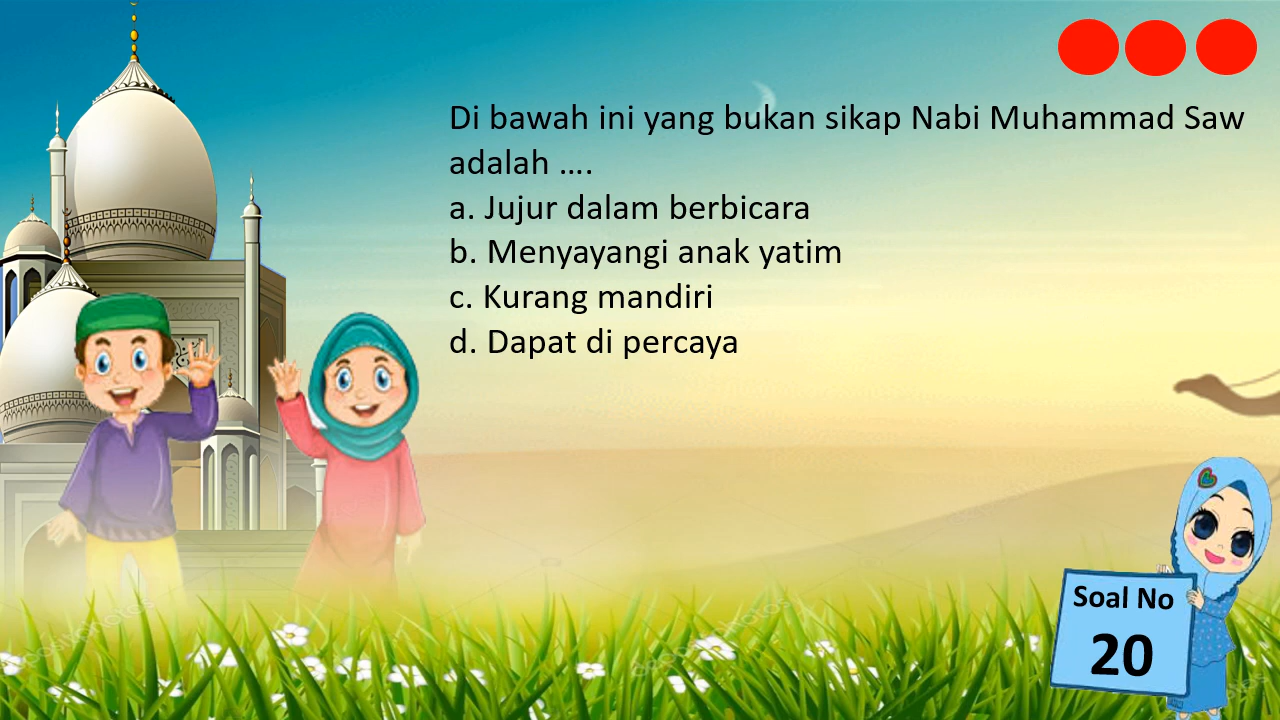 Di bawah ini yang bukan sikap Nabi Muhammad Saw
adalah ….
a. Jujur dalam berbicara
b. Menyayangi anak yatim
c. Kurang mandiri
d. Dapat di percaya
Soal No
20